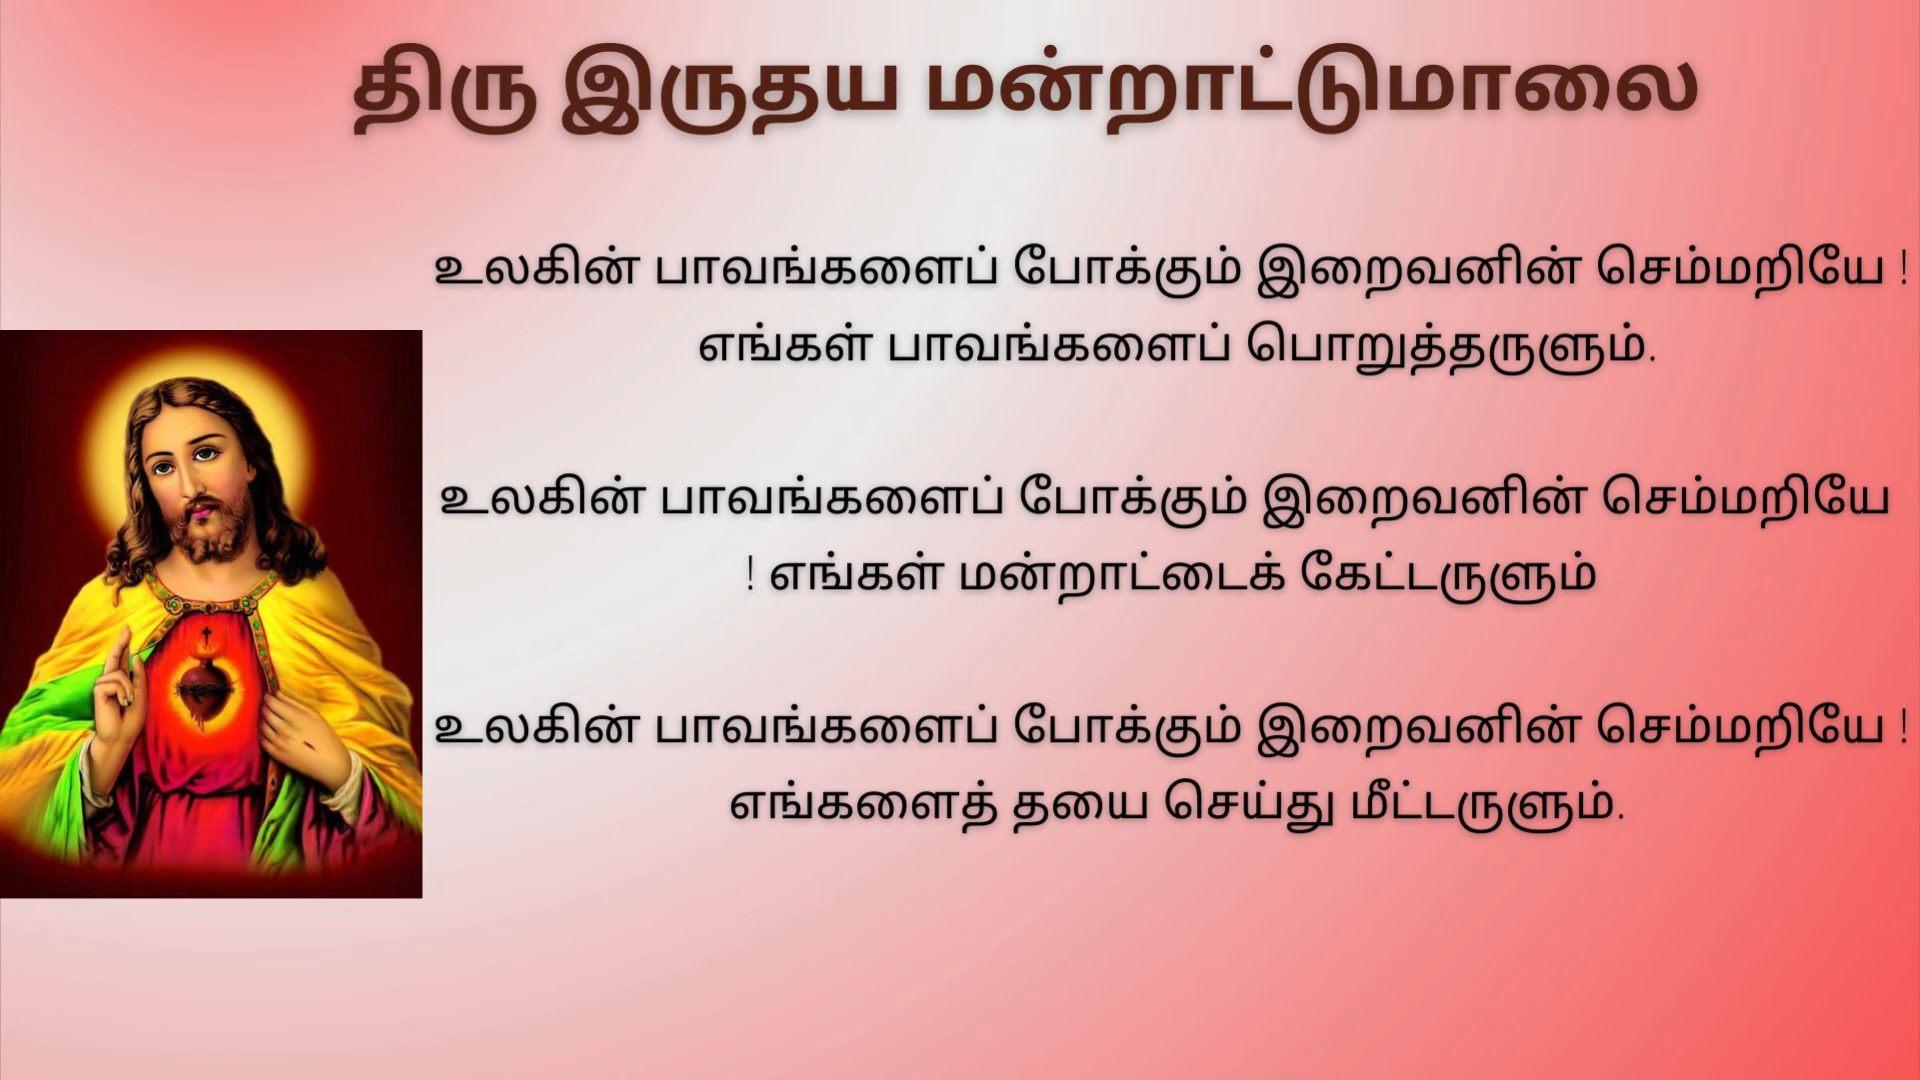 திரு இருதய மன்றாட்டுமாலை
உலகின் பாவங்களைப் போக்கும் இறைவனின் செம்மறியே !
எங்கள் பாவங்களைப் பொறுத்தருளும்.
உலகின் பாவங்களைப் போக்கும் இறைவனின் செம்மறியே
! எங்கள் மன்றாட்டைக் கேட்டருளும்
உலகின் பாவங்களைப் போக்கும் இறைவனின் செம்மறியே !
எங்களைத் தயை செய்து மீட்டருளும்.